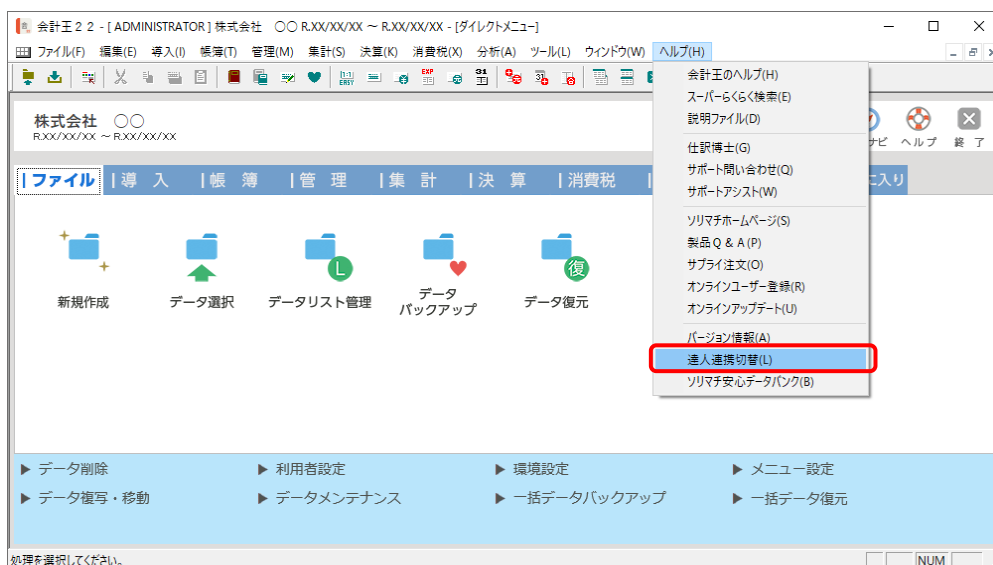 会計王２２ - [ ADMINISTRATOR ] 株式会社　〇〇 R.XX/XX/XX ～ R.XX/XX/XX - [ダイレクトメニュー]
ファイル(F) 編集(E) 導入(I) 帳簿(T) 管理(M) 集計(S) 決算(K) 消費税(X) 分析(A) ツール(L) ウインドウ(W) ヘルプ(H)
会計王のヘルプ(H)
スーパーらくらく検索(E)
説明ファイル(D)
仕訳博士(G)
サポート問い合わせ(Q)
サポートアシスト(W)
ソリマチホームページ(S)
製品Ｑ＆Ａ(P)
サプライ注文(O)
オンラインユーザー登録(R)
オンラインアップデート(U)
バージョン情報(A)
達人連携切替(L)
ソリマチ安心データバンク(B)
株式会社　〇〇
R.XX/XX/XX ～ R.XX/XX/XX
ナビ ヘルプ 終了
|ファイル |導　入 |帳　簿 |管　理 |集　計 |決　算 |消費税 に入り
L
復
新規作成
データ選択
データリスト管理
データ
バックアップ
データ復元
▶ データ削除 ▶ 利用者設定 ▶ 環境設定 ▶ メニュー設定
▶ データ複写・移動 ▶ データメンテナンス ▶ 一括データバックアップ ▶ 一括データ復元
処理を選択してください。
NUM